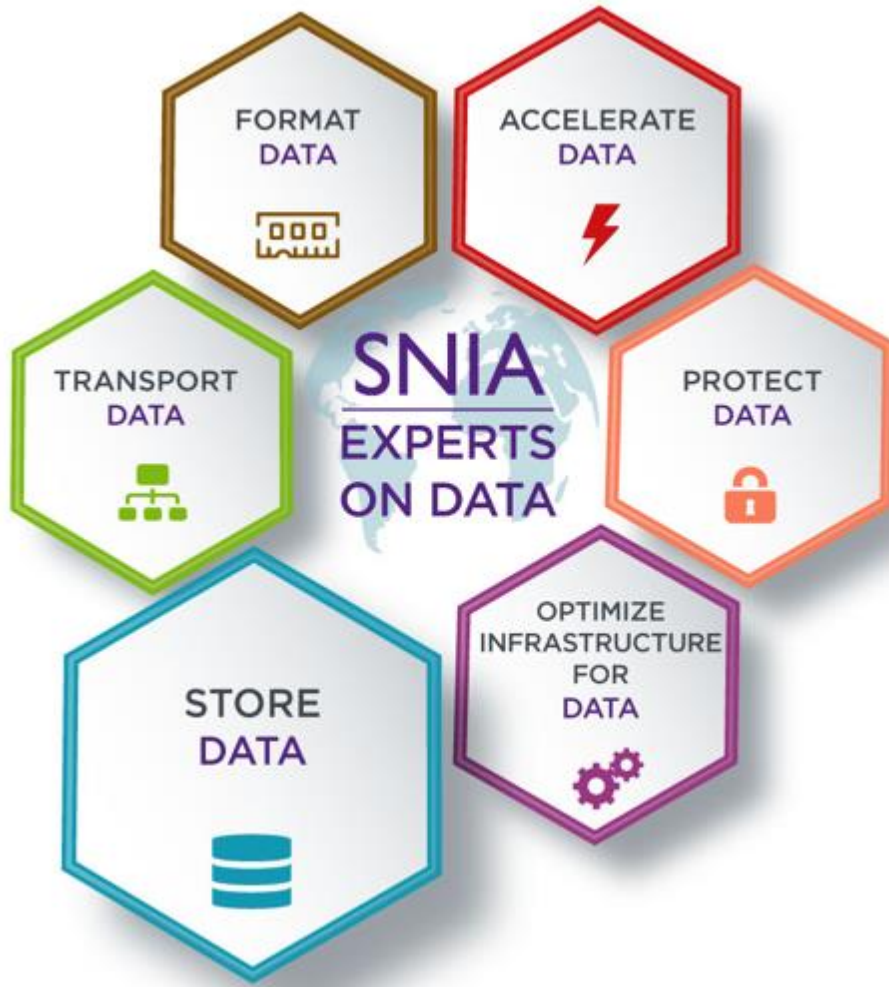 FORMAT
DATA
ACCELERATE
DATA
TRANSPORT
DATA
SNIA
EXPERTS
ON DATA
PROTECT
DATA
STORE
DATA
OPTIMIZE
INFRASTRUCTURE
FOR
DATA